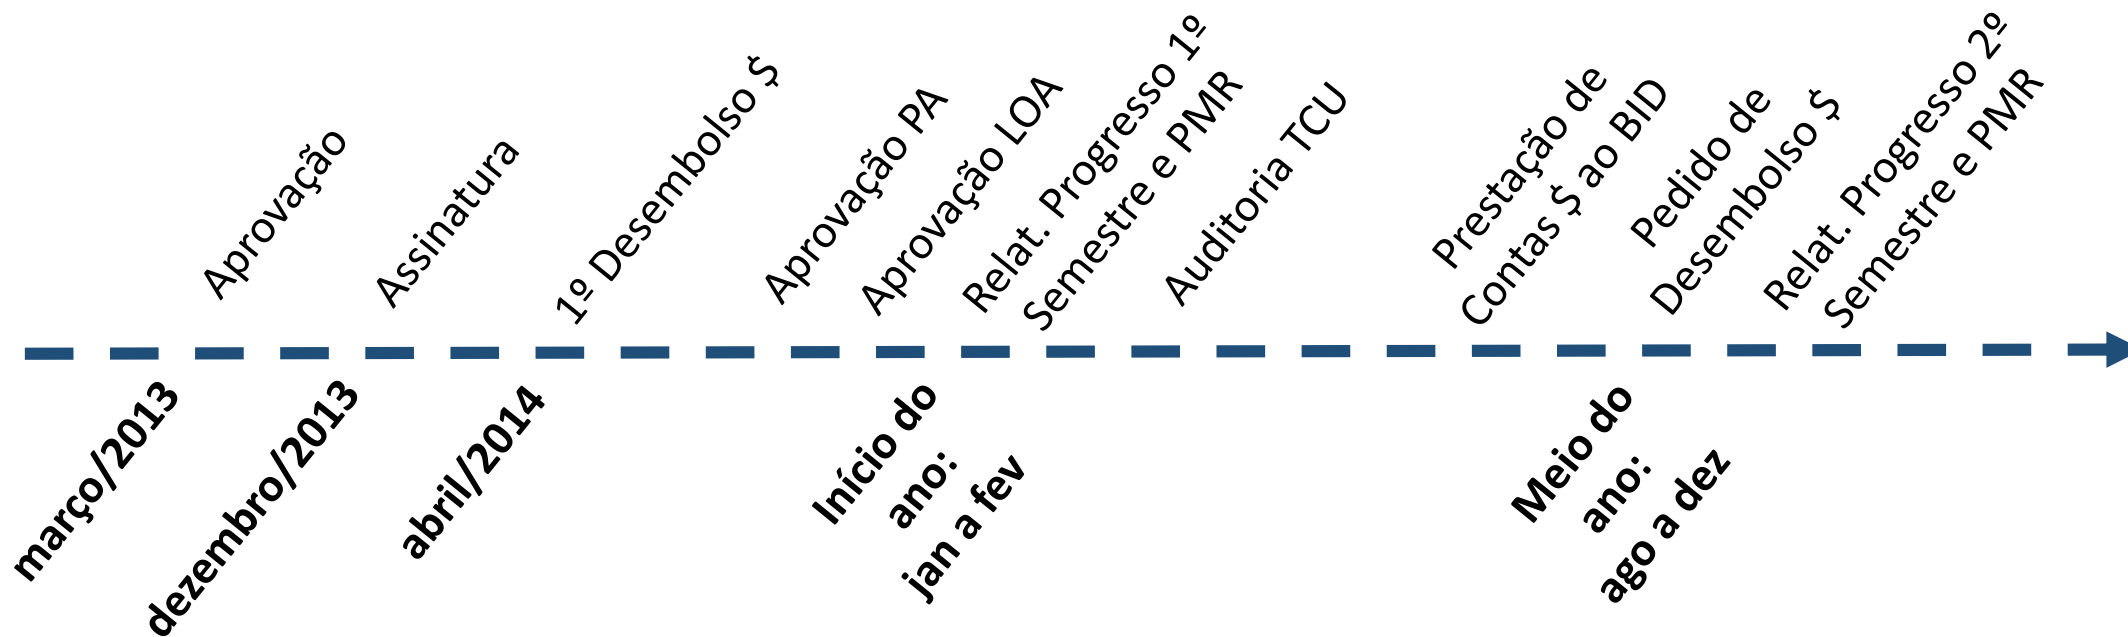 Aprovação
Assinatura
1º Desembolso $
Aprovação PA
Aprovação LOA
Relat. Progresso 1º
Semestre e PMR
Auditoria TCU
Prestação de
Contas $ ao BID
Pedido de
Desembolso $
Relat. Progresso 2º
Semestre e PMR
março/2013
dezembro/2013
abril/2014
Início do
ano:
jan a fev
Meio do
ano:
ago a dez